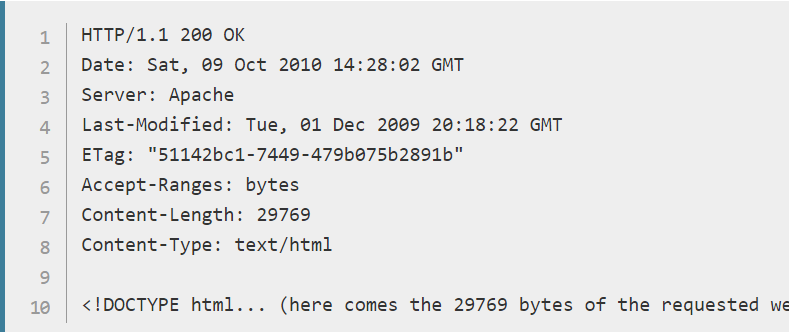 1 HTTP/1.1 200 OK
2 Date: Sat, 09 Oct 2010 14:28:02 GMT
3 Server: Apache
4 Last-Modified: Tue, 01 Dec 2009 20:18:22 GMT
5 ETag: "51142bc1-7449-479b075b2891b"
6 Accept-Ranges: bytes
7 Content-Length: 29769
8 Content-Type: text/html
9
10 <!DOCTYPE html... (here comes the 29769 bytes of the requested we